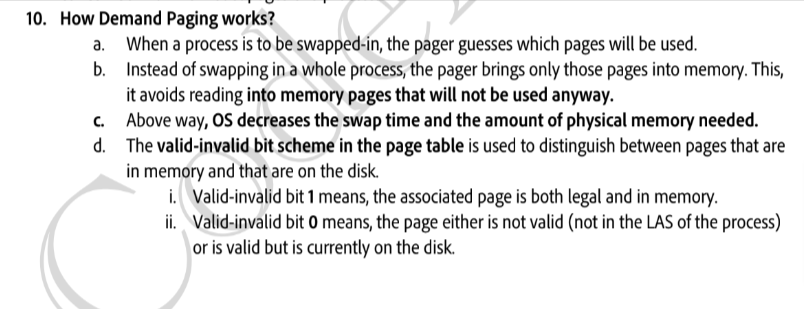 10. How Demand Paging works?
a. When a process is to be swapped-in, the pager guesses which pages will be used.
b. Instead of swapping in a whole process, the pager brings only those pages into memory. This,
it avoids reading into memory pages that will not be used anyway.
c. Above way, OS decreases the swap time and the amount of physical memory needed.
d. The valid-invalid bit scheme in the page table is used to distinguish between pages that are
in memory and that are on the disk.
i. Valid-invalid bit 1 means, the associated page is both legal and in memory.
ii. Valid-invalid bit 0 means, the page either is not valid (not in the LAS of the process)
or is valid but is currently on the disk.